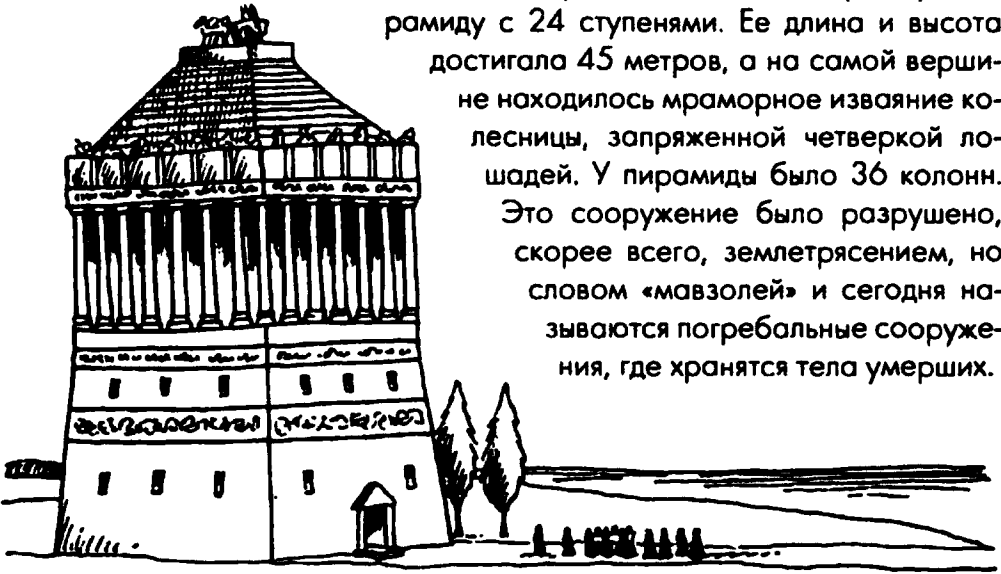 рамиду с 24 ступенями. Ее длина и высота
достигала 45 метров, а на самой верши-
не находилось мраморное изваяние ко-
лесницы, запряженной четверкой ло-
шадей. У пирамиды было 36 колонн.
Это сооружение было разрушено,
скорее всего, землетрясением, но
словом «мавзолей» и сегодня на-
зываются погребальные сооруже-
ния, где хранятся тела умерших.